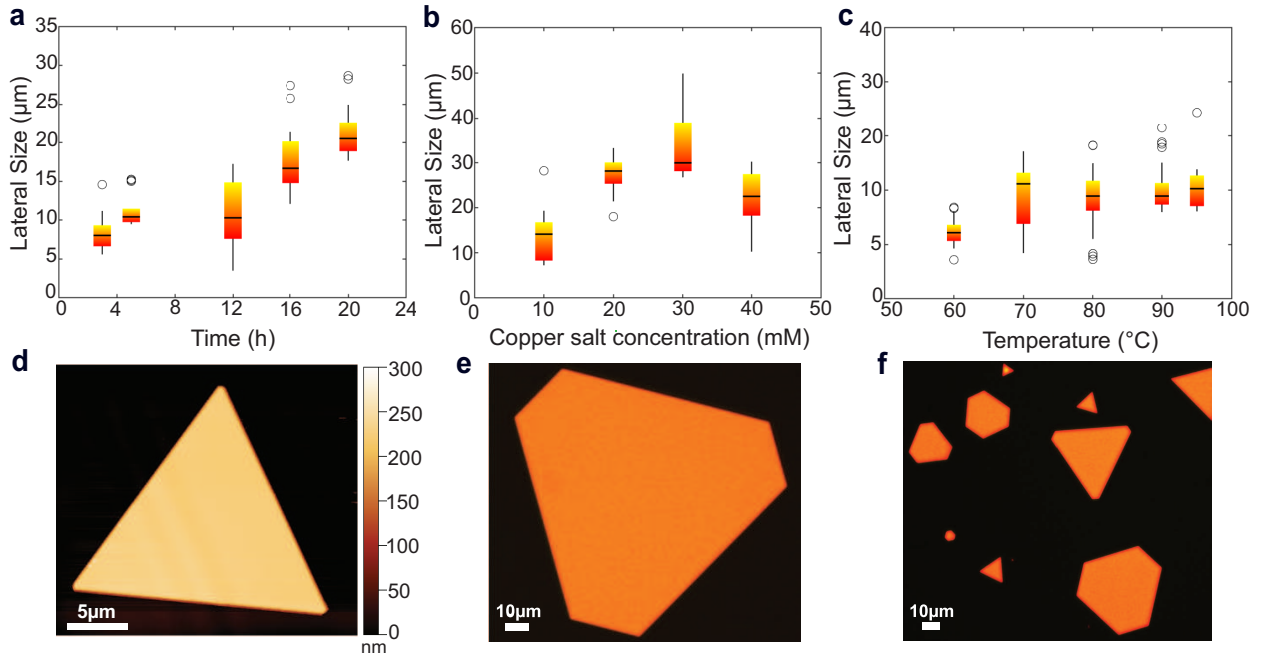 a
35
30
25
20
15
10
5
0
Lateral Size (µm)
0 4 8 12 16 20 24
Time (h)
b
60
50
40
30
20
10
0
Lateral Size (µm)
0 10 20 30 40 50
Copper salt concentration (mM)
c
40
30
20
10
5
0
Lateral Size (µm)
50 60 70 80 90 100
Temperature (°C)
d
5µm
300
250
200
150
100
50
0
nm
e
10µm
f
10µm